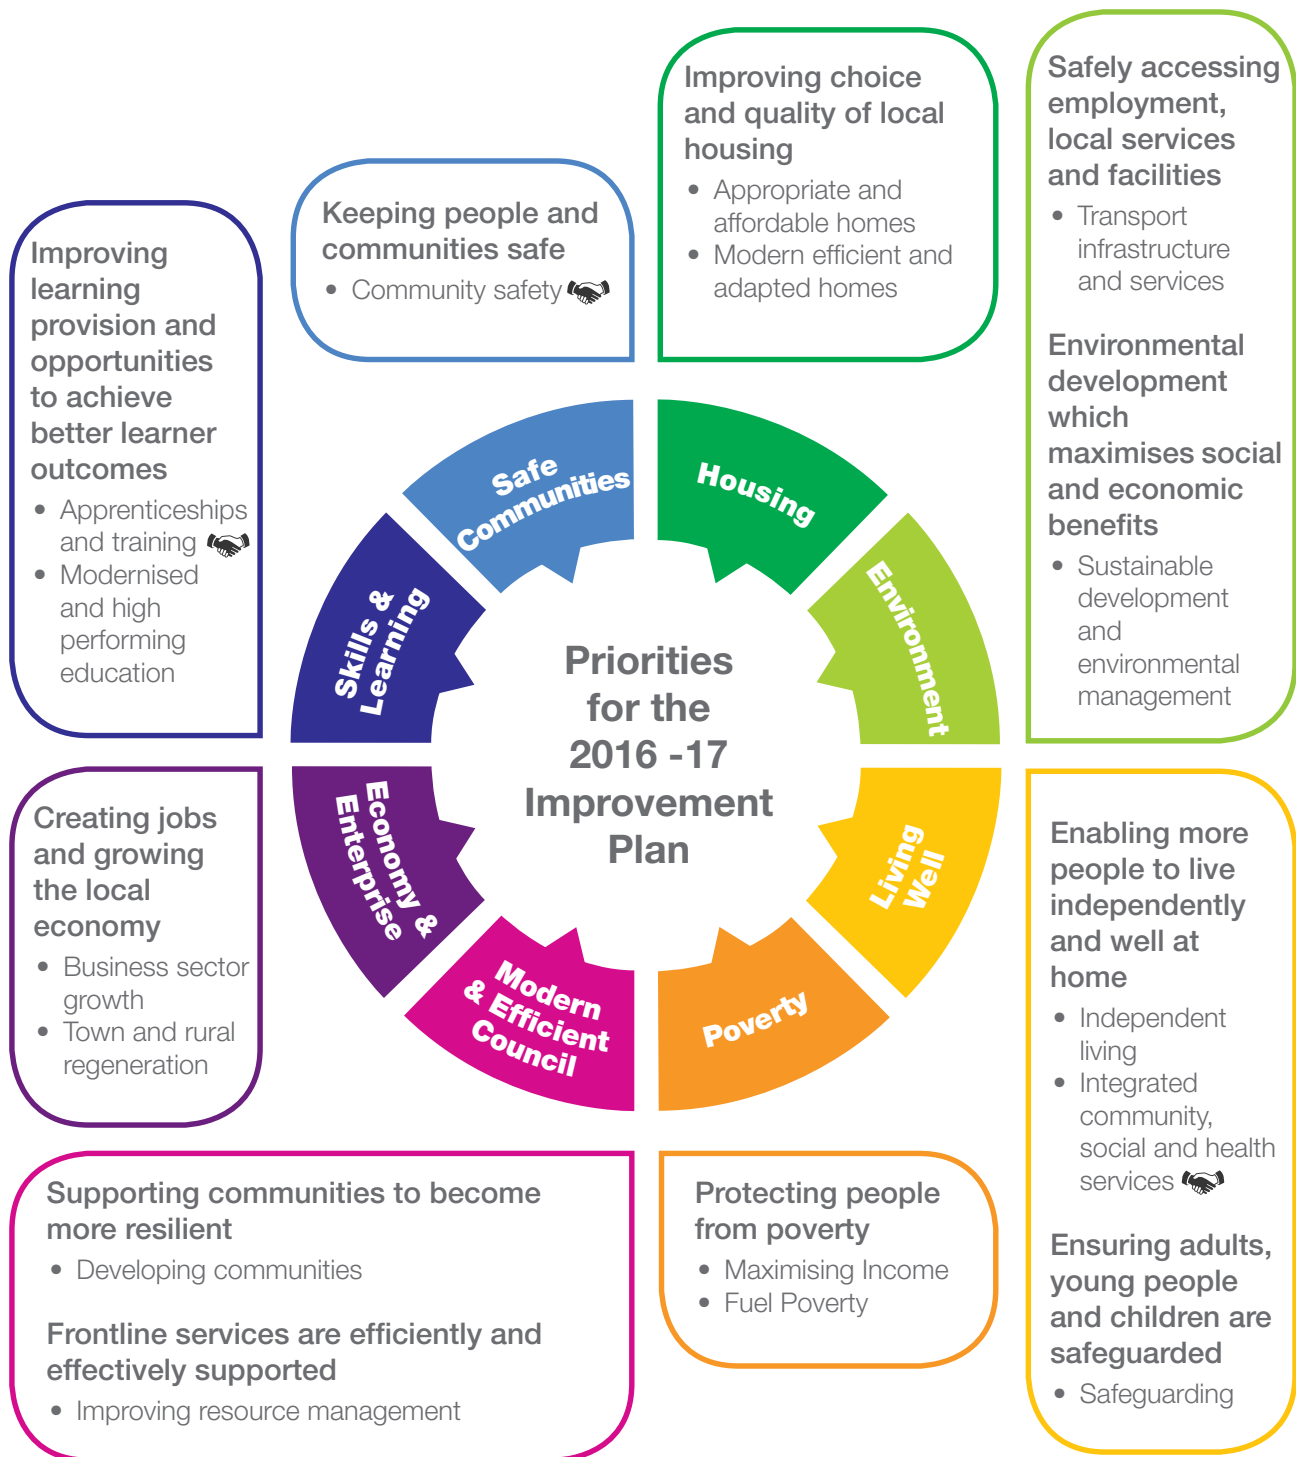 Improving choice
and quality of local
housing
• Appropriate and
affordable homes
• Modern efficient and
adapted homes
Safely accessing
employment,
local services
and facilities
• Transport
infrastructure
and services
Environmental
development
which
maximises social
and economic
benefits
• Sustainable
development
and
environmental
management
Keeping people and
communities safe
• Community safety
Improving
learning
provision and
opportunities
to achieve
better learner
outcomes
• Apprenticeships
and training
• Modernised
and high
performing
education
Safe
Communities
Housing
Environment
Skills &
Learning
Priorities
for the
2016 -17
Improvement
Plan
Economy &
Enterprise
Living
Well
Modern
& Efficient
Council
Poverty
Creating jobs
and growing
the local
economy
• Business sector
growth
• Town and rural
regeneration
Enabling more
people to live
independently
and well at
home
• Independent
living
• Integrated
community,
social and health
services
Ensuring adults,
young people
and children are
safeguarded
• Safeguarding
Supporting communities to become
more resilient
• Developing communities
Frontline services are efficiently and
effectively supported
• Improving resource management
Protecting people
from poverty
• Maximising Income
• Fuel Poverty